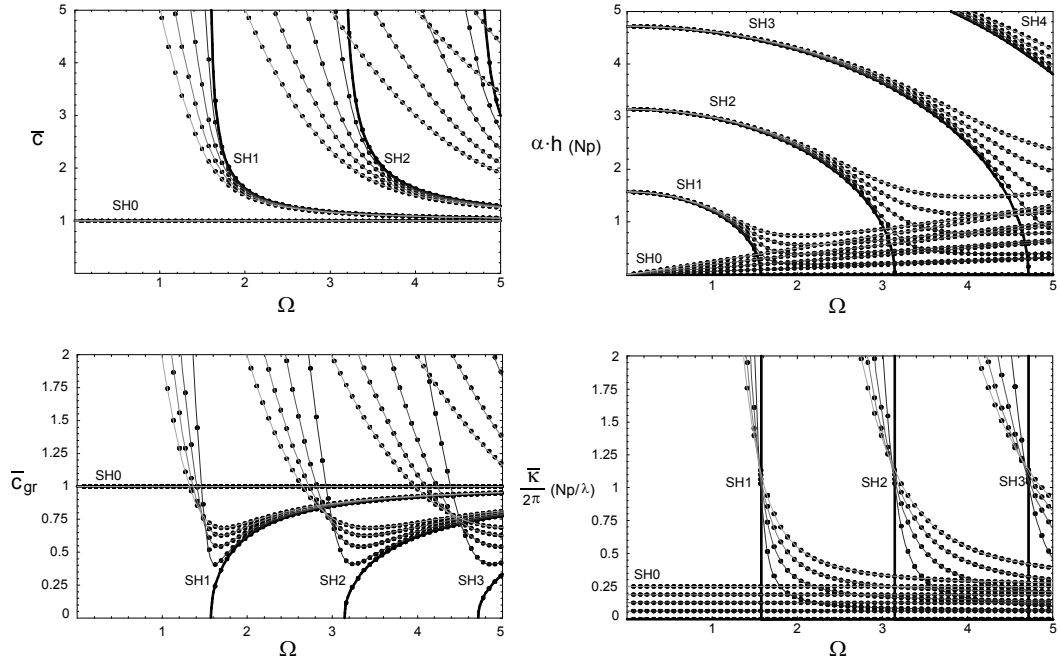 5
4
3
2
1
c̄
SH1
SH2
SH0
1 2 3 4 5
Ω
5
4
3
2
1
α·h (Np)
SH3
SH4
SH2
SH1
SH0
1 2 3 4 5
Ω
2
1.75
1.5
1.25
1
0.75
0.5
0.25
0
c̄gr
SH0
SH1
SH2
SH3
1 2 3 4 5
Ω
2
1.75
1.5
1.25
1
0.75
0.5
0.25
0
κ̄
2π (Np/λ)
SH1
SH2
SH3
SH0
1 2 3 4 5
Ω